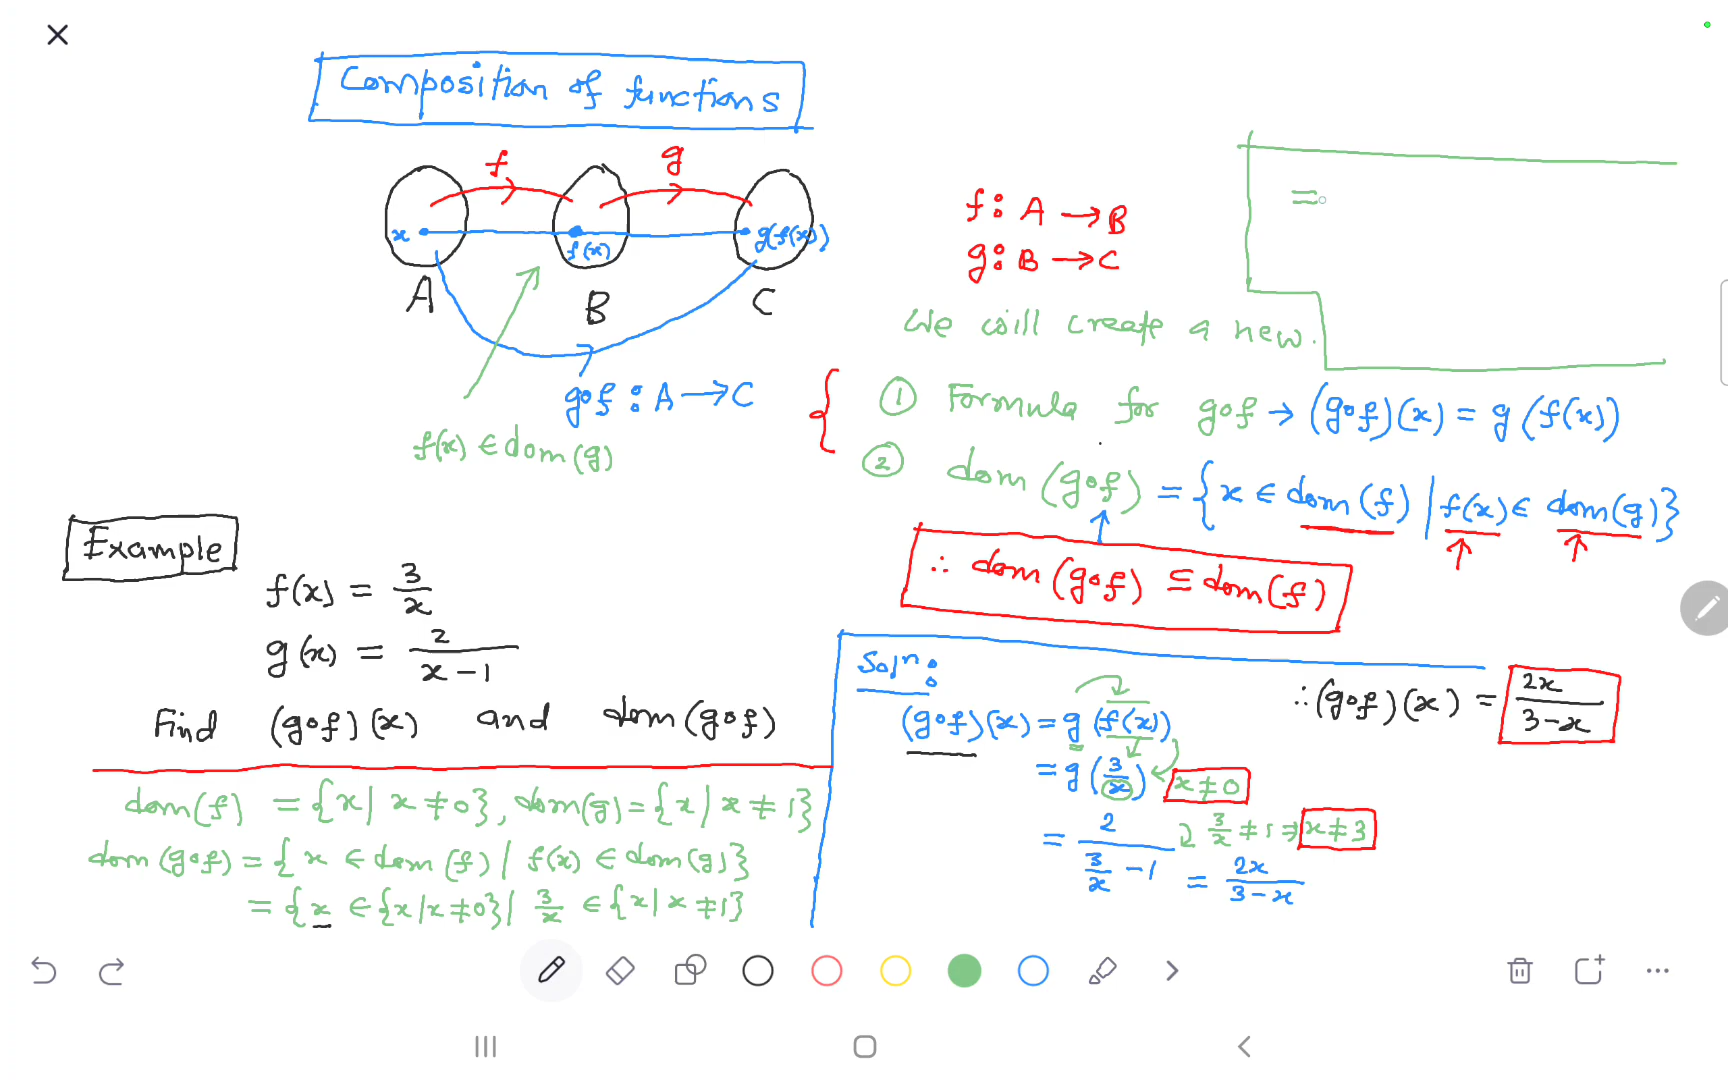 Composition of functions
f g
x f(x) g(f(x))
A B C
gof : A → C
f(x) ∈ dom(g)
f : A → B
g : B → C
=
We will create a new.
① Formula for gof → (gof)(x) = g(f(x))
② dom(gof) = {x ∈ dom(f) | f(x) ∈ dom(g)}
∴ dom(gof) ⊆ dom(f)
Example
f(x) = 3/x
g(x) = 2/(x-1)
Find (gof)(x) and dom(gof)
dom(f) = {x | x ≠ 0}, dom(g) = {x | x ≠ 1}
dom(gof) = {x ∈ dom(f) | f(x) ∈ dom(g)}
= {x ∈ {x | x ≠ 0} | 3/x ∈ {x | x ≠ 1}
Soln:
(gof)(x) = g(f(x))
= g(3/x) x ≠ 0
= 2/(3/x - 1) 3/x ≠ 1 ⇒ x ≠ 3
= 2x/(3-x)
∴ (gof)(x) = 2x/(3-x)